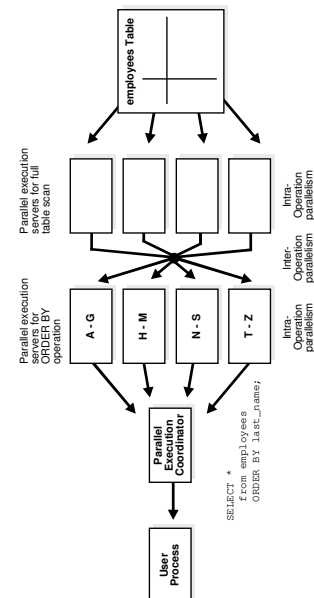 employees Table
Parallel execution
servers for full
table scan
Intra-
Operation
parallelism
Inter-
Operation
parallelism
Parallel execution
servers for
ORDER BY
operation
A - G
H - M
N - S
T - Z
Intra-
Operation
parallelism
Parallel
Execution
Coordinator
SELECT *
from employees
ORDER BY last_name;
User
Process